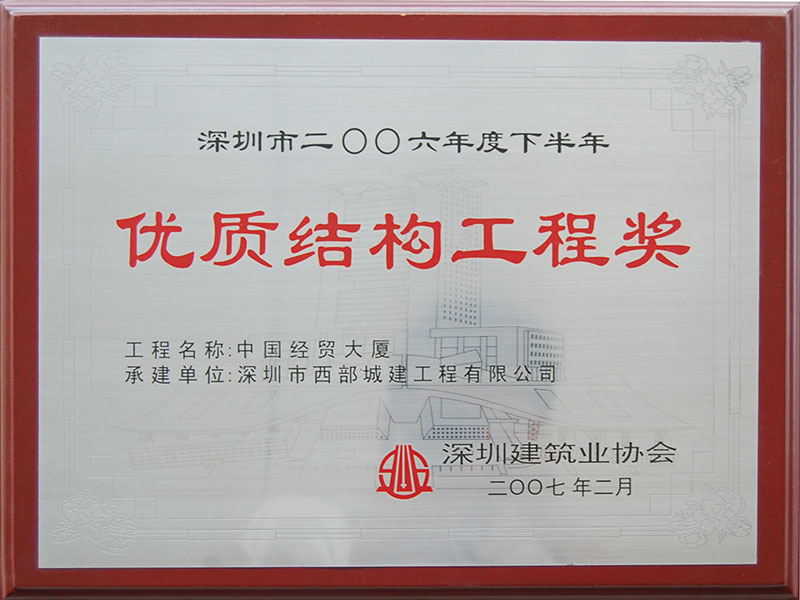 深圳市二〇〇六年度下半年
优质结构工程奖
工程名称:中国经贸大厦
承建单位:深圳市西部城建工程有限公司
深圳建筑业协会
二〇〇七年二月